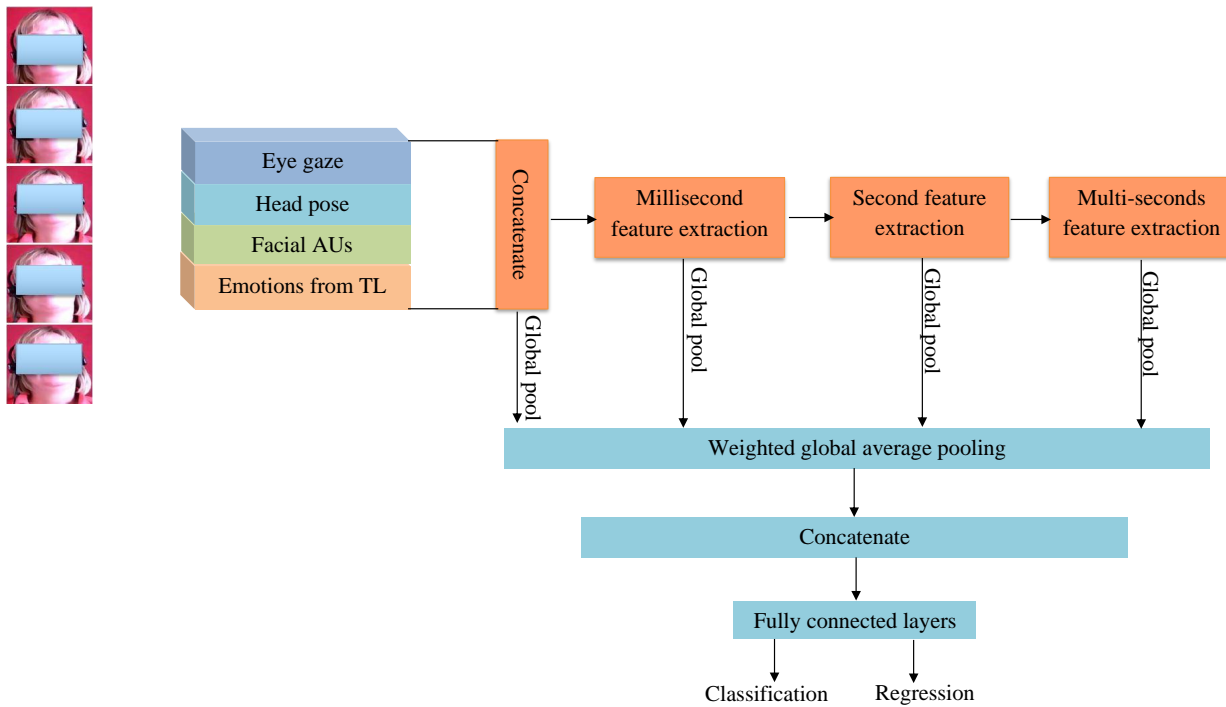 Eye gaze
Head pose
Facial AUs
Emotions from TL
Concatenate
Millisecond
feature extraction
Second feature
extraction
Multi-seconds
feature extraction
Global pool
Global pool
Global pool
Global pool
Weighted global average pooling
Concatenate
Fully connected layers
Classification
Regression